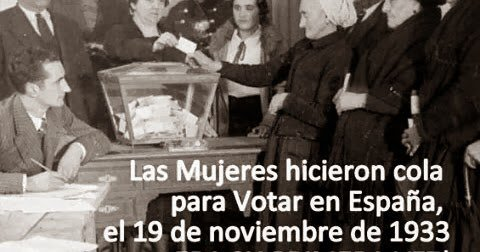 Las Mujeres hicieron cola
para Votar en España,
el 19 de noviembre de 1933